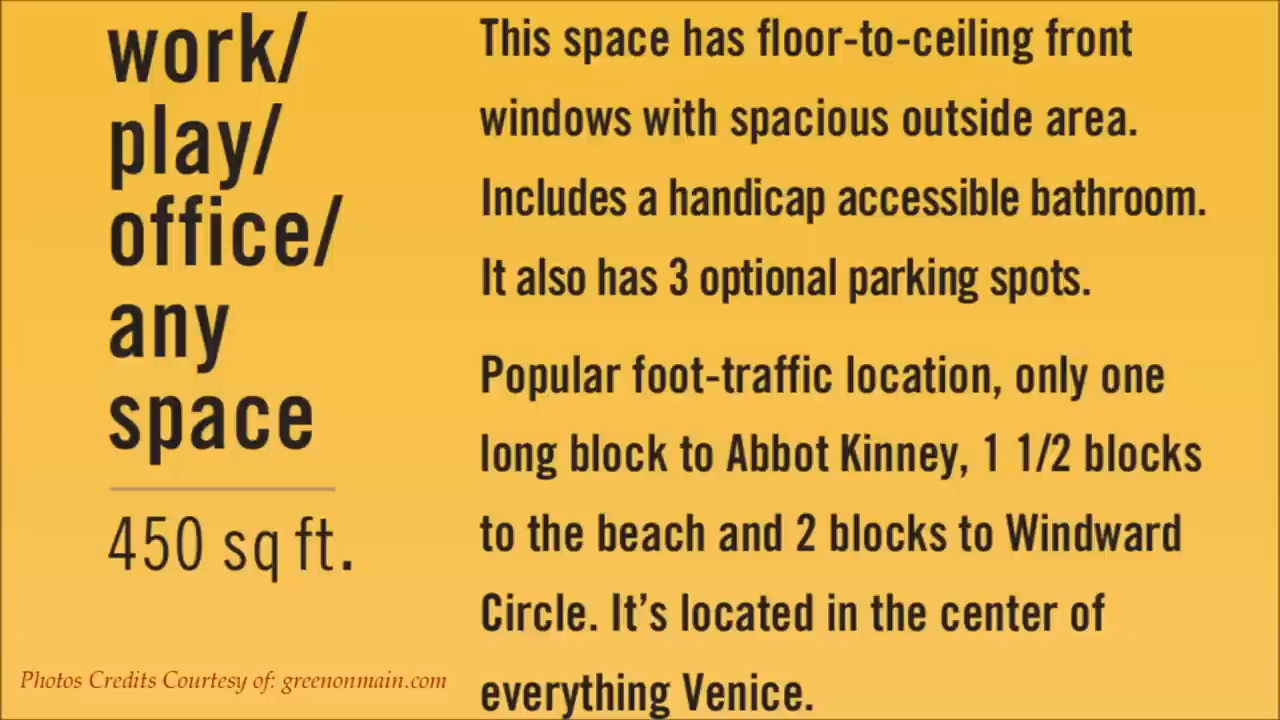 work/
play/
office/
any
space
450 sq ft.
This space has floor-to-ceiling front
windows with spacious outside area.
Includes a handicap accessible bathroom.
It also has 3 optional parking spots.
Popular foot-traffic location, only one
long block to Abbot Kinney, 1 1/2 blocks
to the beach and 2 blocks to Windward
Circle. It’s located in the center of
everything Venice.
Photos Credits Courtesy of: greenonmain.com